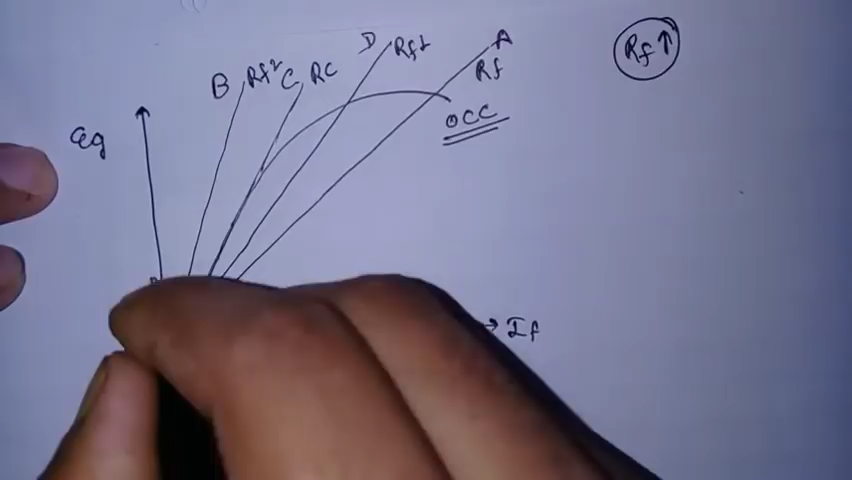 B Rf2
C RC
D Rf1
A
Rf
Rf↑
Eg
OCC
→ If